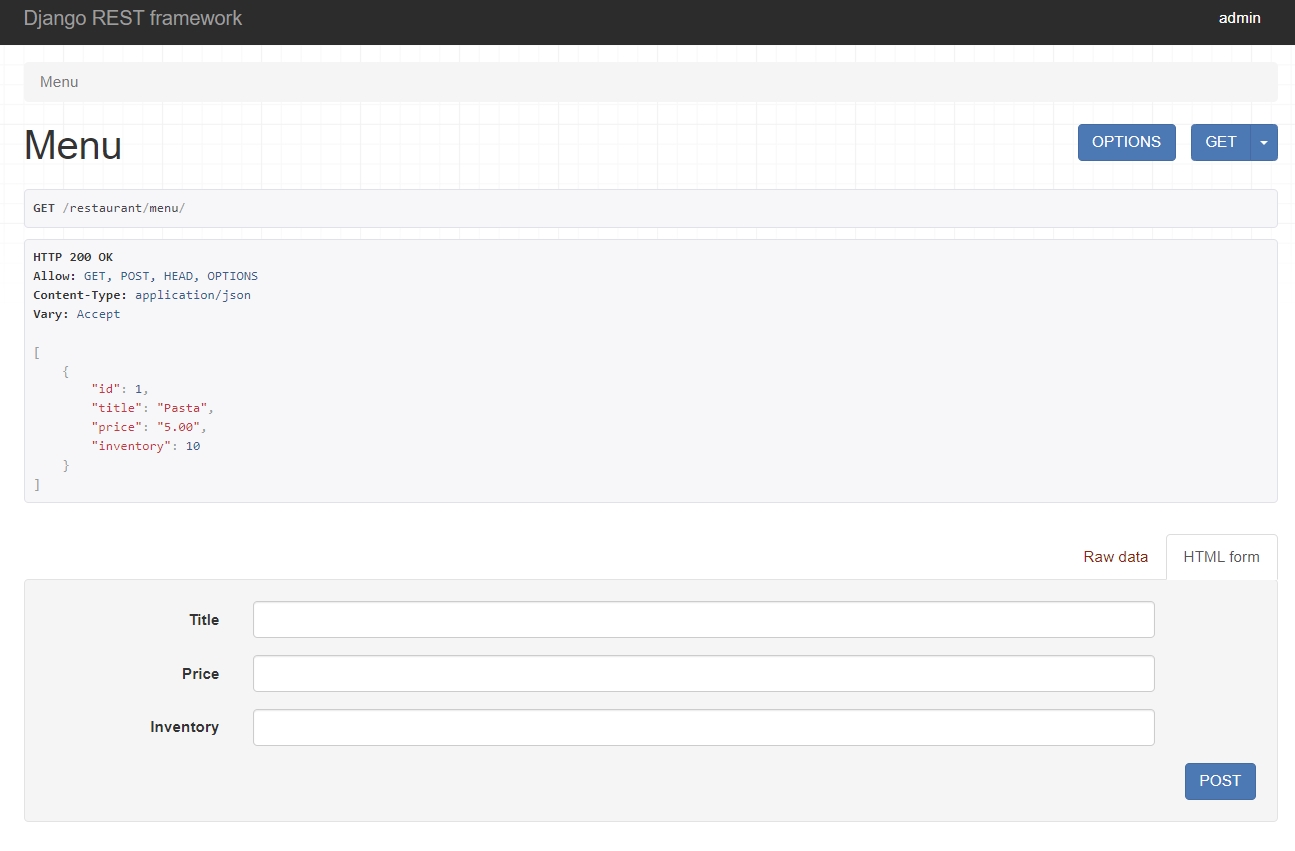 Django REST framework
admin
Menu
Menu
OPTIONS
GET
GET /restaurant/menu/
HTTP 200 OK
Allow: GET, POST, HEAD, OPTIONS
Content-Type: application/json
Vary: Accept
[
    {
        "id": 1,
        "title": "Pasta",
        "price": "5.00",
        "inventory": 10
    }
]
Raw data
HTML form
Title
Price
Inventory
POST